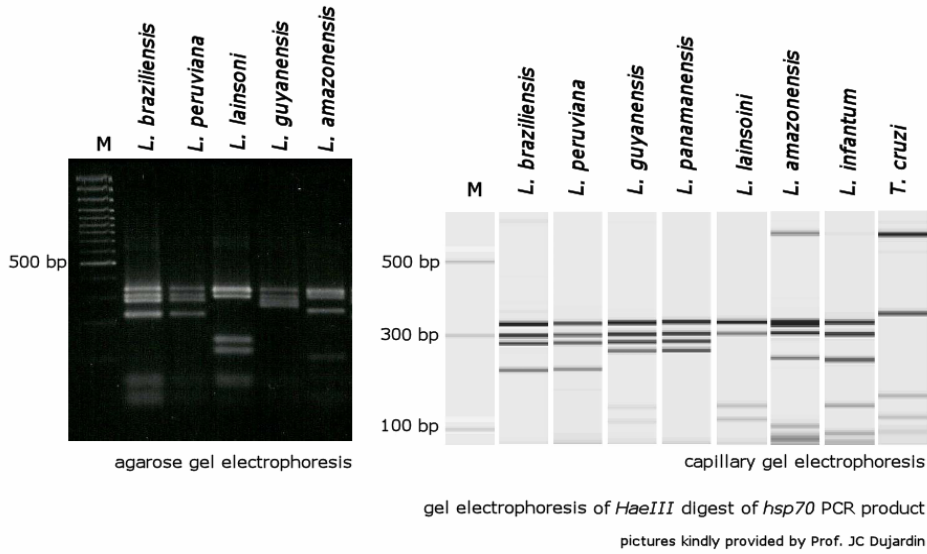 M
L. braziliensis
L. peruviana
L. lainsoni
L. guyanensis
L. amazonensis
500 bp
agarose gel electrophoresis
M
L. braziliensis
L. peruviana
L. guyanensis
L. panamanensis
L. lainsoini
L. amazonensis
L. infantum
T. cruzi
500 bp
300 bp
100 bp
capillary gel electrophoresis
gel electrophoresis of HaeIII digest of hsp70 PCR product
pictures kindly provided by Prof. JC Dujardin